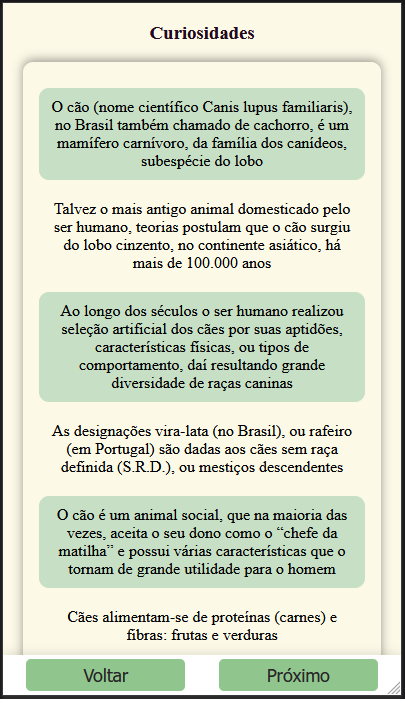 Curiosidades
O cão (nome científico Canis lupus familiaris),
no Brasil também chamado de cachorro, é um
mamífero carnívoro, da família dos canídeos,
subespécie do lobo
Talvez o mais antigo animal domesticado pelo
ser humano, teorias postulam que o cão surgiu
do lobo cinzento, no continente asiático, há
mais de 100.000 anos
Ao longo dos séculos o ser humano realizou
seleção artificial dos cães por suas aptidões,
características físicas, ou tipos de
comportamento, daí resultando grande
diversidade de raças caninas
As designações vira-lata (no Brasil), ou rafeiro
(em Portugal) são dadas aos cães sem raça
definida (S.R.D.), ou mestiços descendentes
O cão é um animal social, que na maioria das
vezes, aceita o seu dono como o “chefe da
matilha” e possui várias características que o
tornam de grande utilidade para o homem
Cães alimentam-se de proteínas (carnes) e
fibras: frutas e verduras
Voltar Próximo